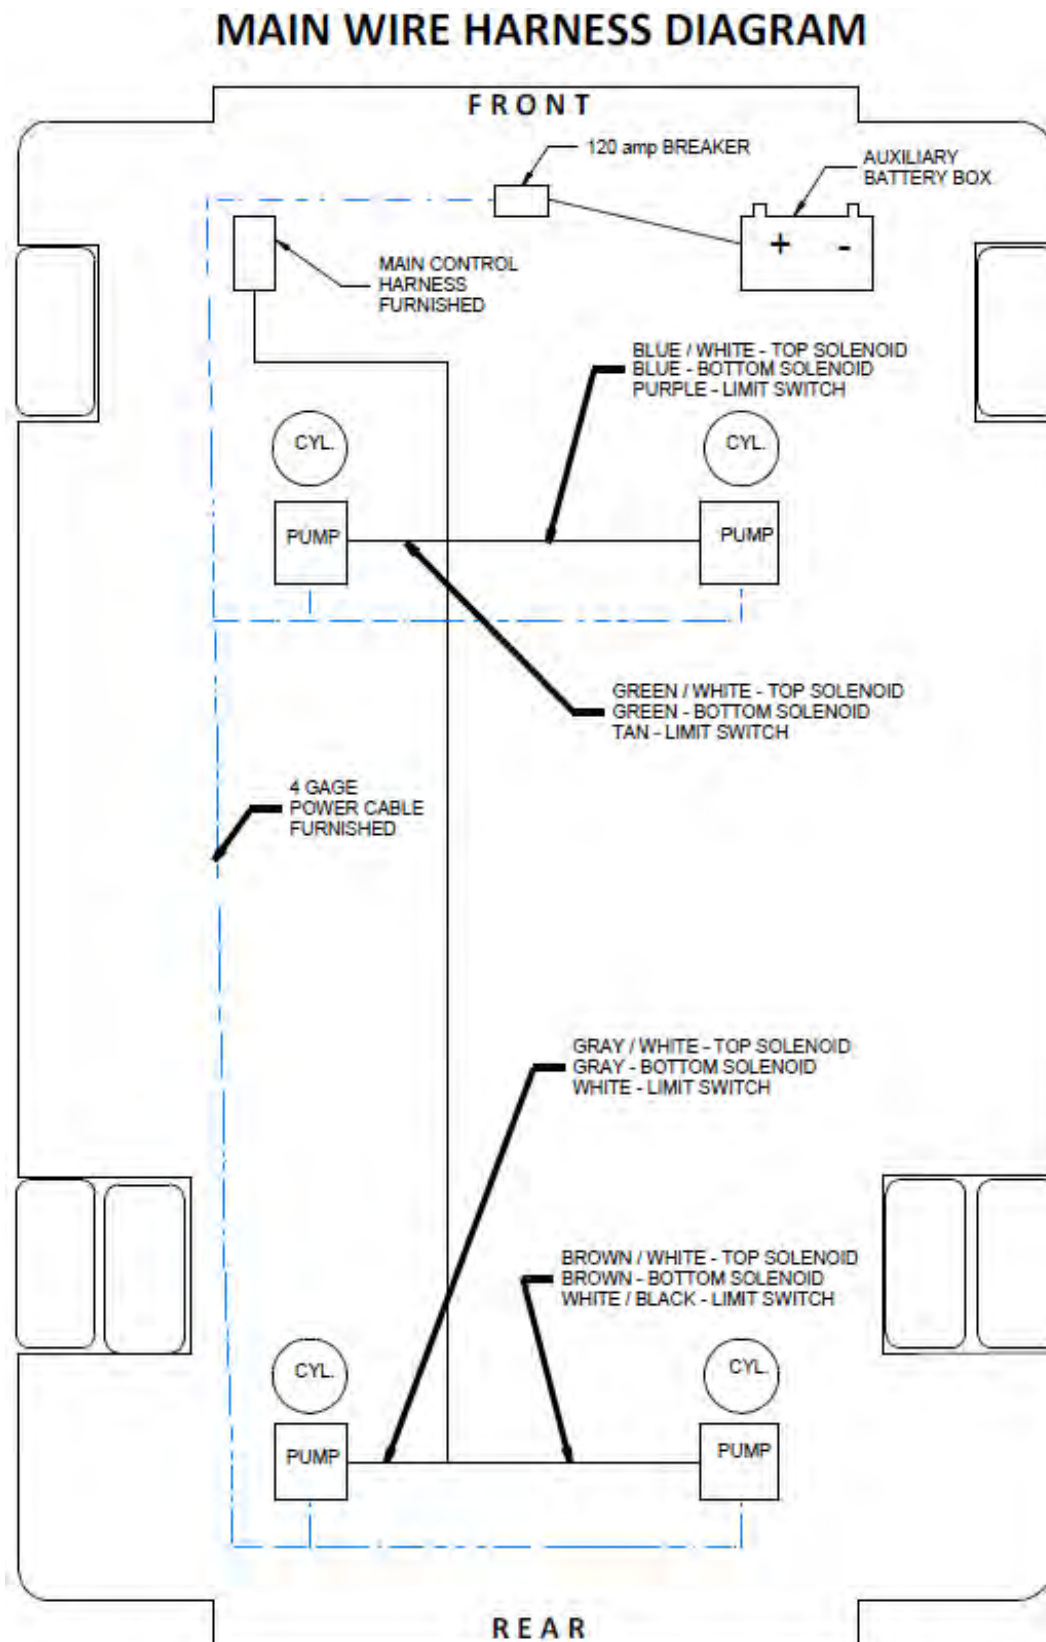 MAIN WIRE HARNESS DIAGRAM
FRONT
120 amp BREAKER
AUXILIARY
BATTERY BOX
+ -
MAIN CONTROL
HARNESS
FURNISHED
BLUE / WHITE - TOP SOLENOID
BLUE - BOTTOM SOLENOID
PURPLE - LIMIT SWITCH
CYL.
CYL.
PUMP
PUMP
GREEN / WHITE - TOP SOLENOID
GREEN - BOTTOM SOLENOID
TAN - LIMIT SWITCH
4 GAGE
POWER CABLE
FURNISHED
GRAY / WHITE - TOP SOLENOID
GRAY - BOTTOM SOLENOID
WHITE - LIMIT SWITCH
BROWN / WHITE - TOP SOLENOID
BROWN - BOTTOM SOLENOID
WHITE / BLACK - LIMIT SWITCH
CYL.
CYL.
PUMP
PUMP
REAR